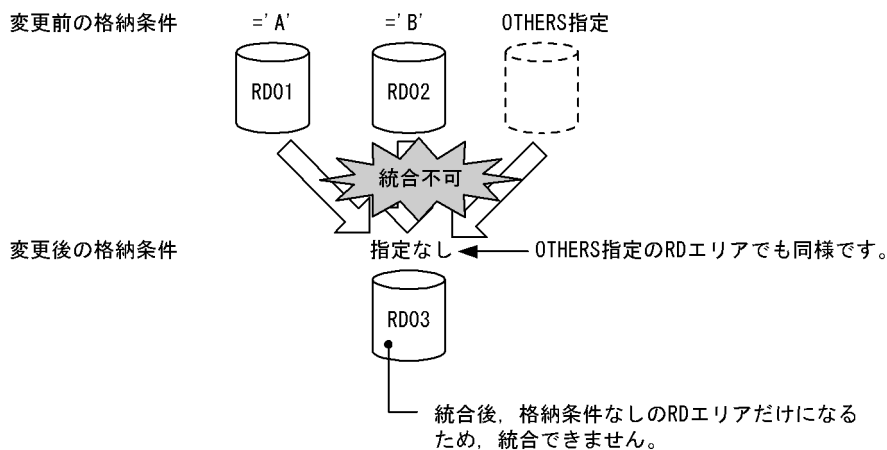 変更前の格納条件 ='A' ='B' OTHERS指定
RD01 RD02
統合不可
変更後の格納条件 指定なし OTHERS指定のRDエリアでも同様です。
RD03
統合後，格納条件なしのRDエリアだけになる
ため，統合できません。